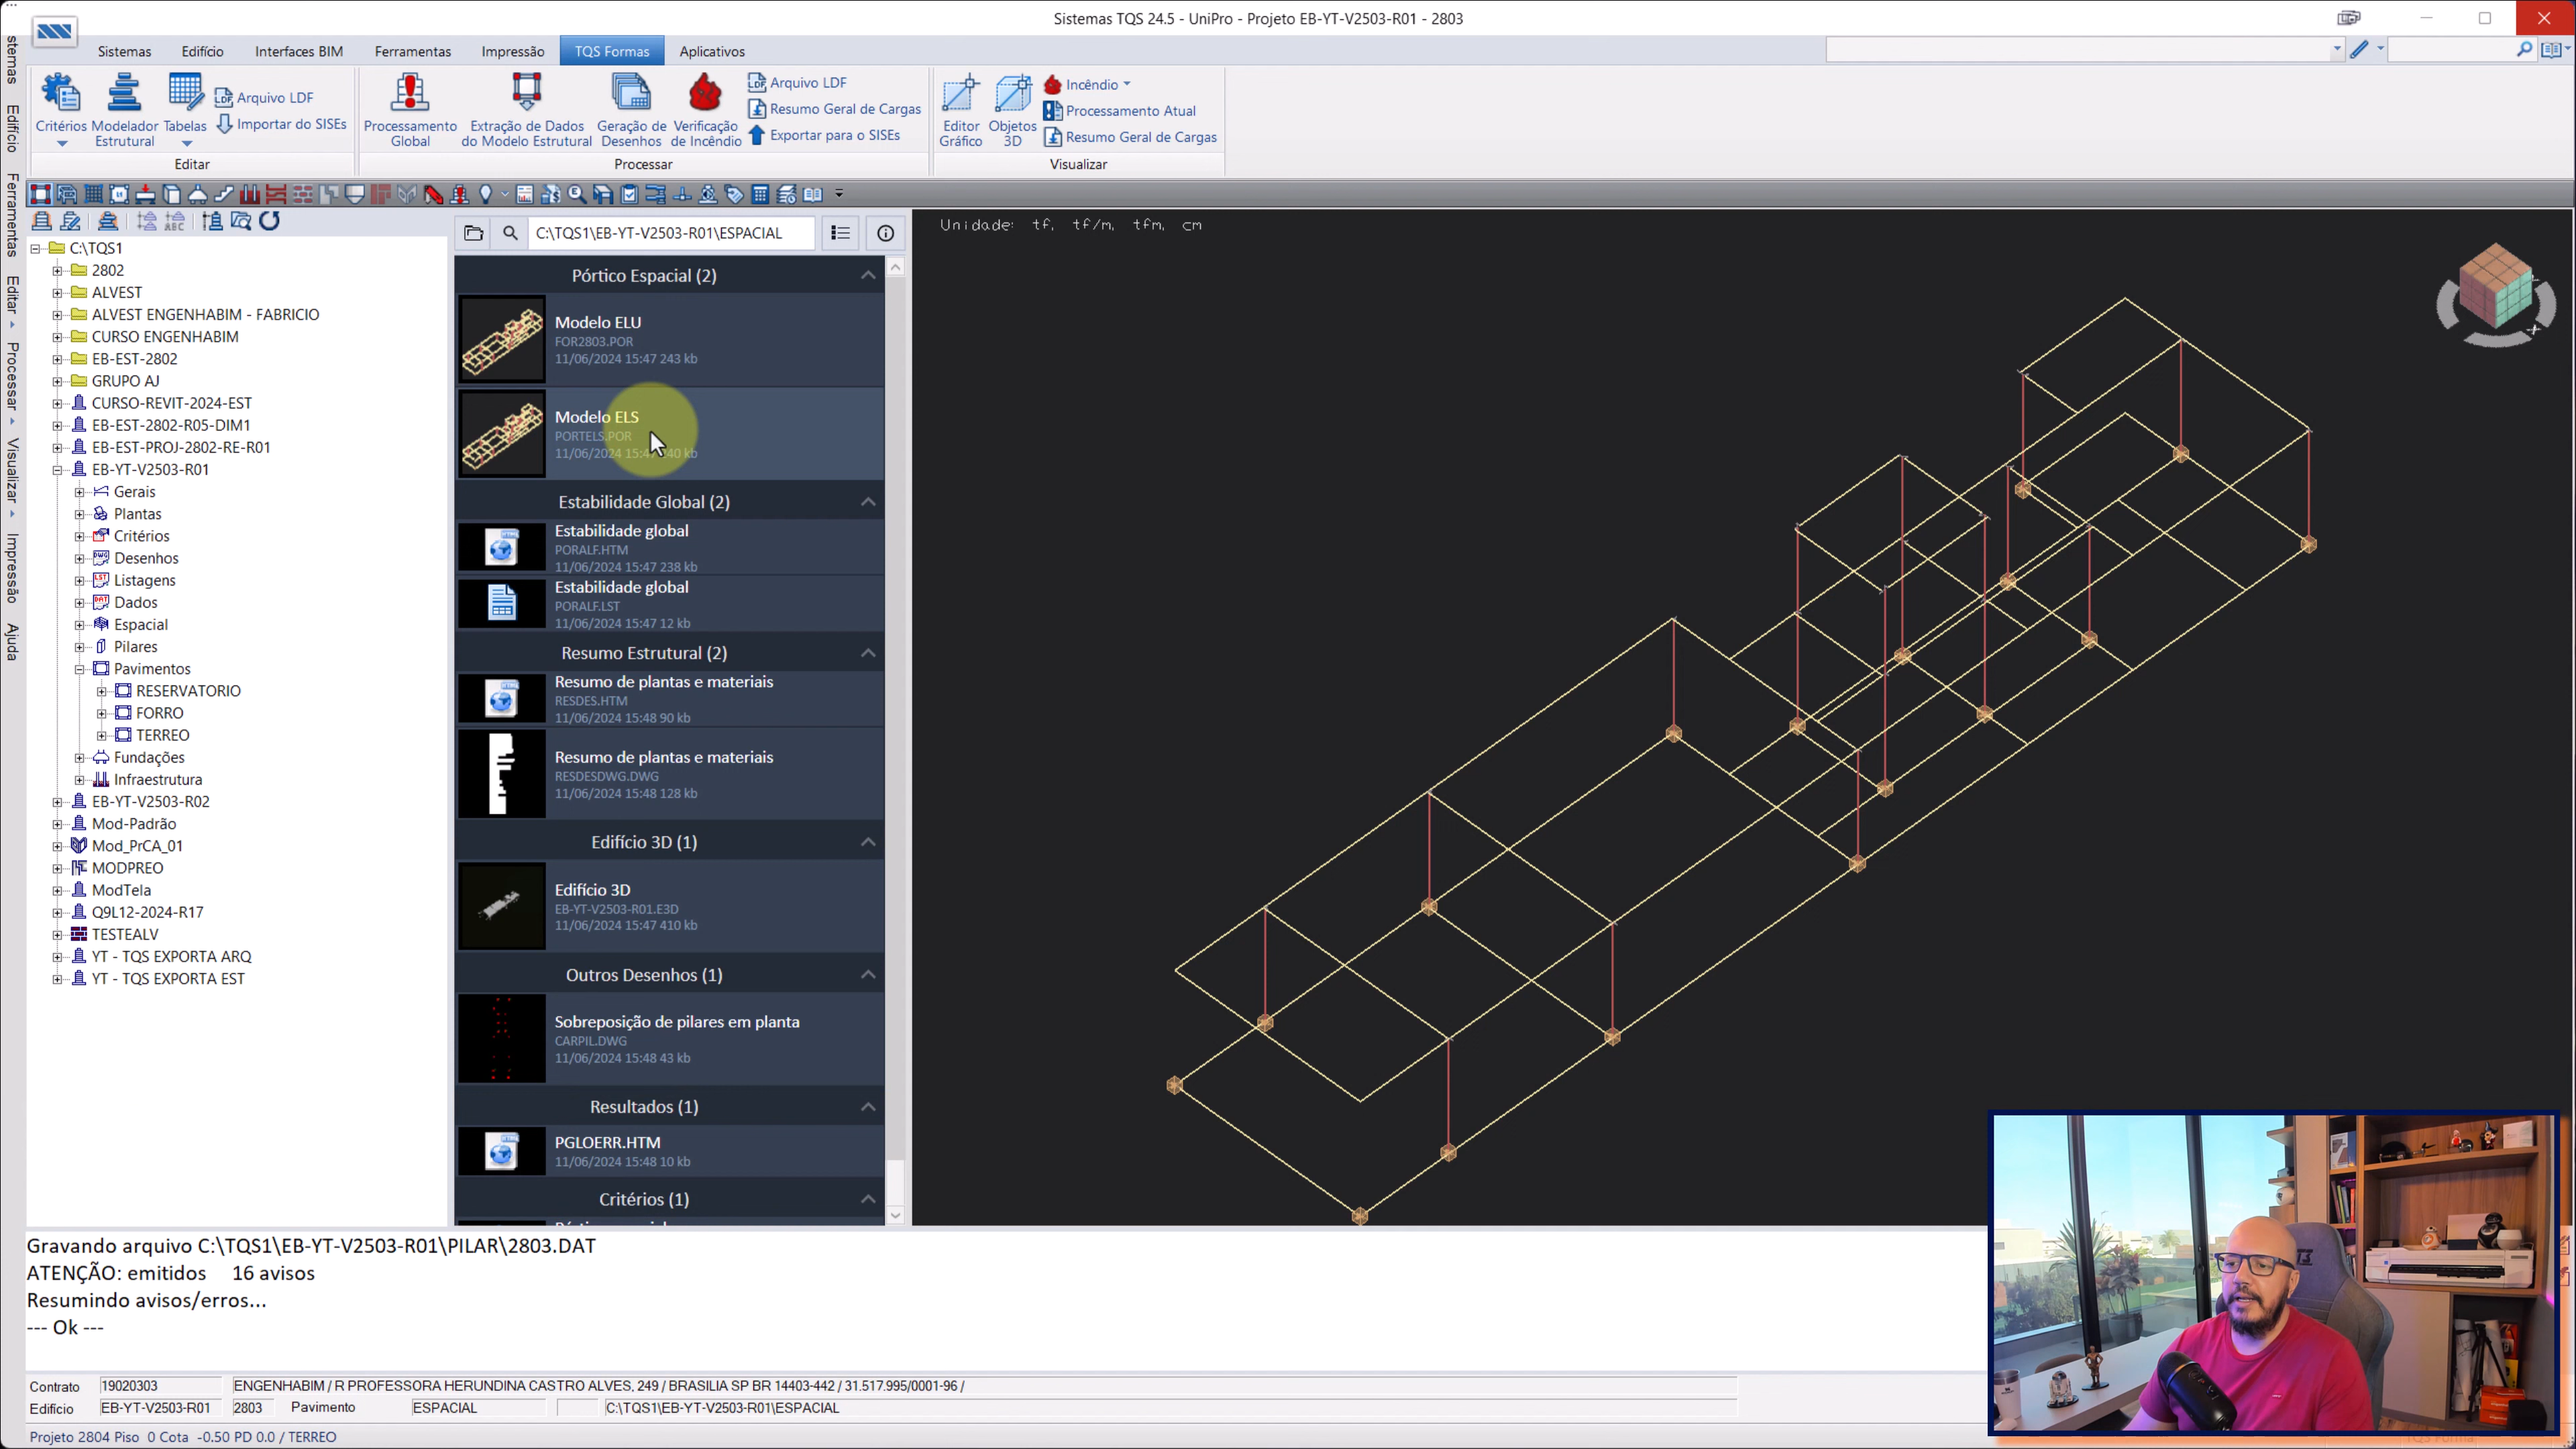 Sistemas TQS 24.5 - UniPro - Projeto EB-YT-V2503-R01 - 2803
Sistemas Edifício Interfaces BIM Ferramentas Impressão TQS Formas Aplicativos
Critérios
Modelador Estrutural
Tabelas
Arquivo LDF
Importar do SISEs
Editar
Processamento Global
Extração de Dados do Modelo Estrutural
Geração de Desenhos
Verificação de Incêndio
Arquivo LDF
Resumo Geral de Cargas
Exportar para o SISEs
Processar
Editor Gráfico
Objetos 3D
Incêndio
Processamento Atual
Resumo Geral de Cargas
Visualizar
stemas
Edifício
Ferramentas
Editar
Processar
Visualizar
Impressão
Ajuda
C:\TQS1
2802
ALVEST
ALVEST ENGENHABIM - FABRICIO
CURSO ENGENHABIM
EB-EST-2802
GRUPO AJ
CURSO-REVIT-2024-EST
EB-EST-2802-R05-DIM1
EB-EST-PROJ-2802-RE-R01
EB-YT-V2503-R01
Gerais
Plantas
Critérios
Desenhos
Listagens
Dados
Espacial
Pilares
Pavimentos
RESERVATORIO
FORRO
TERREO
Fundações
Infraestrutura
EB-YT-V2503-R02
Mod-Padrão
Mod_PrCA_01
MODPREO
ModTela
Q9L12-2024-R17
TESTEALV
YT - TQS EXPORTA ARQ
YT - TQS EXPORTA EST
C:\TQS1\EB-YT-V2503-R01\ESPACIAL
Pórtico Espacial (2)
Modelo ELU
FOR2803.POR
11/06/2024 15:47 243 kb
Modelo ELS
PORTELS.POR
11/06/2024 15:47 240 kb
Estabilidade Global (2)
Estabilidade global
PORALF.HTM
11/06/2024 15:47 238 kb
Estabilidade global
PORALF.LST
11/06/2024 15:47 12 kb
Resumo Estrutural (2)
Resumo de plantas e materiais
RESDES.HTM
11/06/2024 15:48 90 kb
Resumo de plantas e materiais
RESDESDWG.DWG
11/06/2024 15:48 128 kb
Edifício 3D (1)
Edifício 3D
EB-YT-V2503-R01.E3D
11/06/2024 15:47 410 kb
Outros Desenhos (1)
Sobreposição de pilares em planta
CARPIL.DWG
11/06/2024 15:48 43 kb
Resultados (1)
PGLOERR.HTM
11/06/2024 15:48 10 kb
Critérios (1)
Unidade: tf, tf/m, tfm, cm
Gravando arquivo C:\TQS1\EB-YT-V2503-R01\PILAR\2803.DAT
ATENÇÃO: emitidos 16 avisos
Resumindo avisos/erros...
--- Ok ---
Contrato 19020303 ENGENHABIM / R PROFESSORA HERUNDINA CASTRO ALVES, 249 / BRASILIA SP BR 14403-442 / 31.517.995/0001-96 /
Edifício EB-YT-V2503-R01 2803 Pavimento ESPACIAL C:\TQS1\EB-YT-V2503-R01\ESPACIAL
Projeto 2804 Piso 0 Cota -0.50 PD 0.0 / TERREO